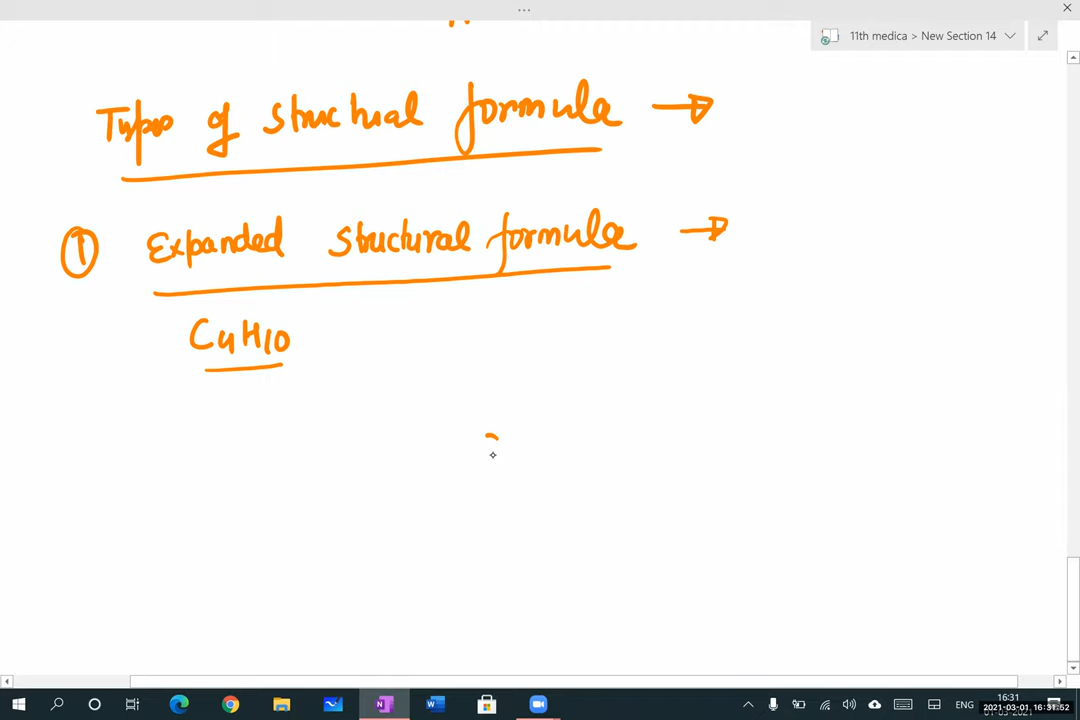 11th medica > New Section 14
Types of structural formula →
① Expanded structural formula →
C4H10
ENG
16:31
2021-03-01 16:31:52